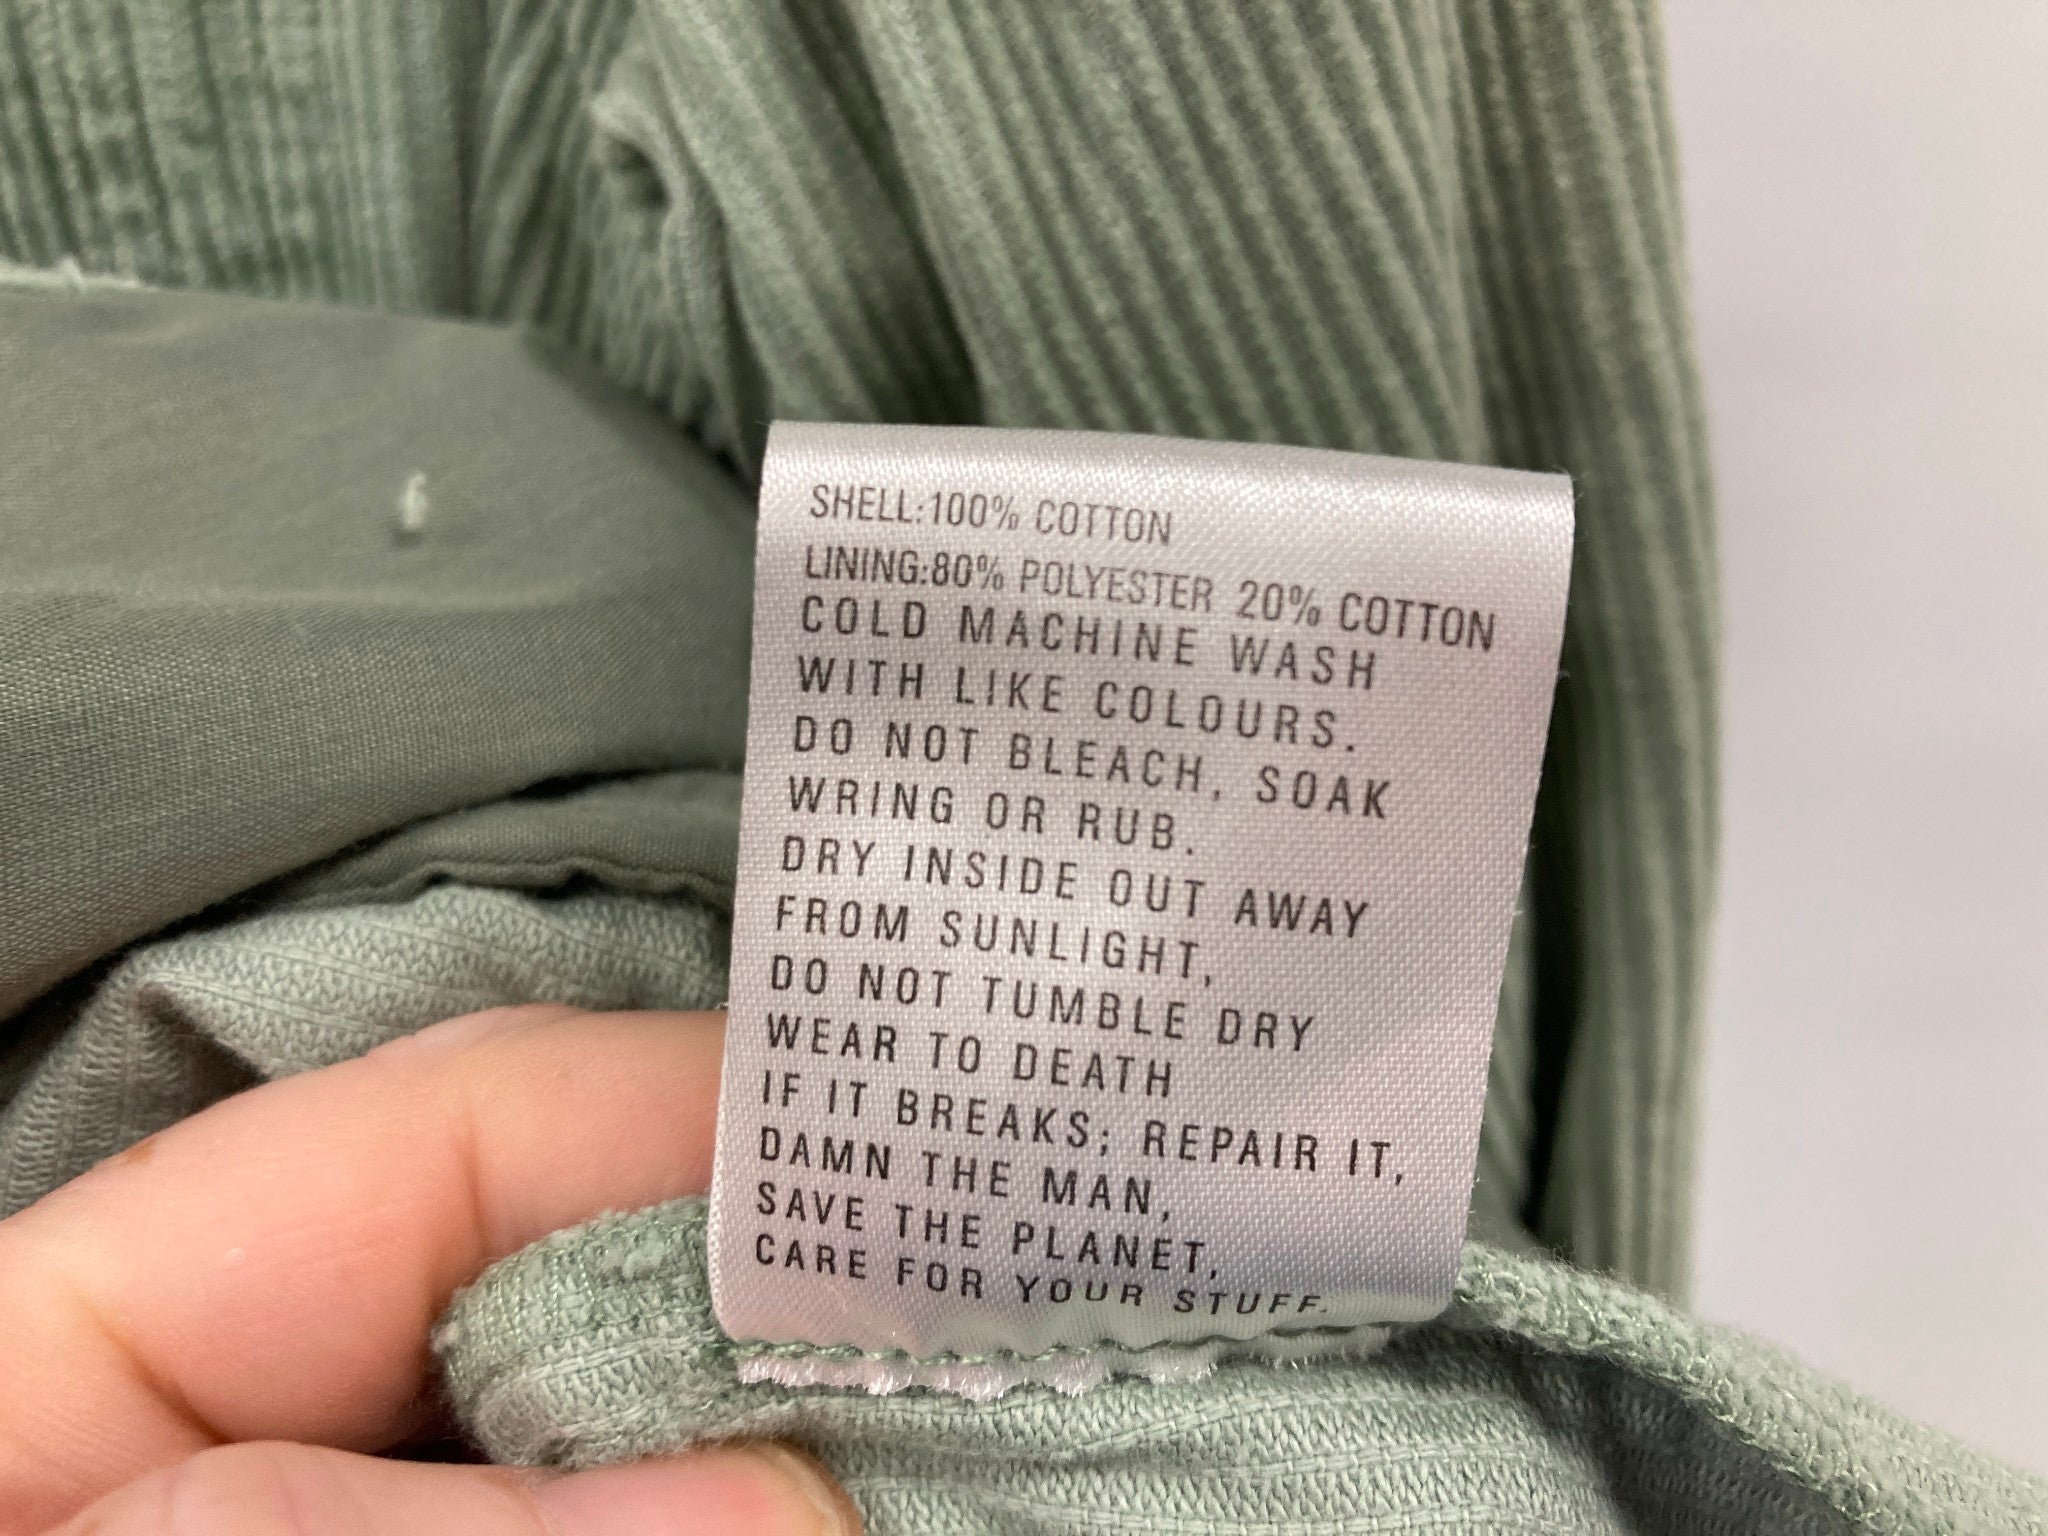 SHELL:100% COTTON
LINING:80% POLYESTER 20% COTTON
COLD MACHINE WASH
WITH LIKE COLOURS.
DO NOT BLEACH, SOAK
WRING OR RUB.
DRY INSIDE OUT AWAY
FROM SUNLIGHT,
DO NOT TUMBLE DRY
WEAR TO DEATH
IF IT BREAKS; REPAIR IT,
DAMN THE MAN,
SAVE THE PLANET,
CARE FOR YOUR STUFF.